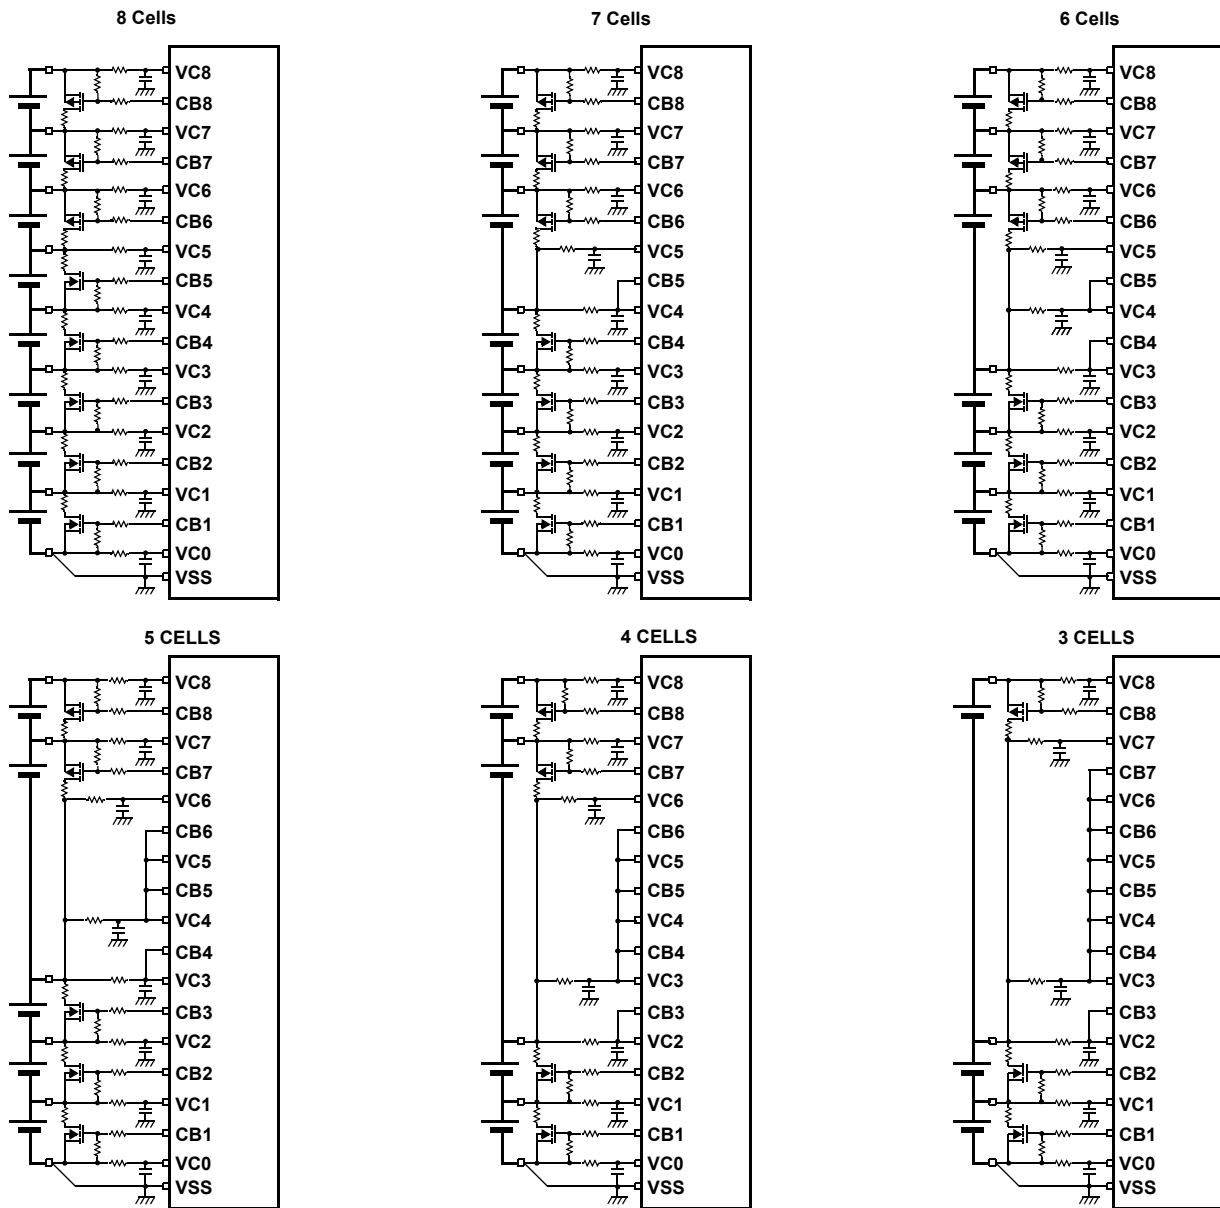 8 Cells
VC8
CB8
VC7
CB7
VC6
CB6
VC5
CB5
VC4
CB4
VC3
CB3
VC2
CB2
VC1
CB1
VC0
VSS
7 Cells
VC8
CB8
VC7
CB7
VC6
CB6
VC5
CB5
VC4
CB4
VC3
CB3
VC2
CB2
VC1
CB1
VC0
VSS
6 Cells
VC8
CB8
VC7
CB7
VC6
CB6
VC5
CB5
VC4
CB4
VC3
CB3
VC2
CB2
VC1
CB1
VC0
VSS
5 CELLS
VC8
CB8
VC7
CB7
VC6
CB6
VC5
CB5
VC4
CB4
VC3
CB3
VC2
CB2
VC1
CB1
VC0
VSS
4 CELLS
VC8
CB8
VC7
CB7
VC6
CB6
VC5
CB5
VC4
CB4
VC3
CB3
VC2
CB2
VC1
CB1
VC0
VSS
3 CELLS
VC8
CB8
VC7
CB7
VC6
CB6
VC5
CB5
VC4
CB4
VC3
CB3
VC2
CB2
VC1
CB1
VC0
VSS